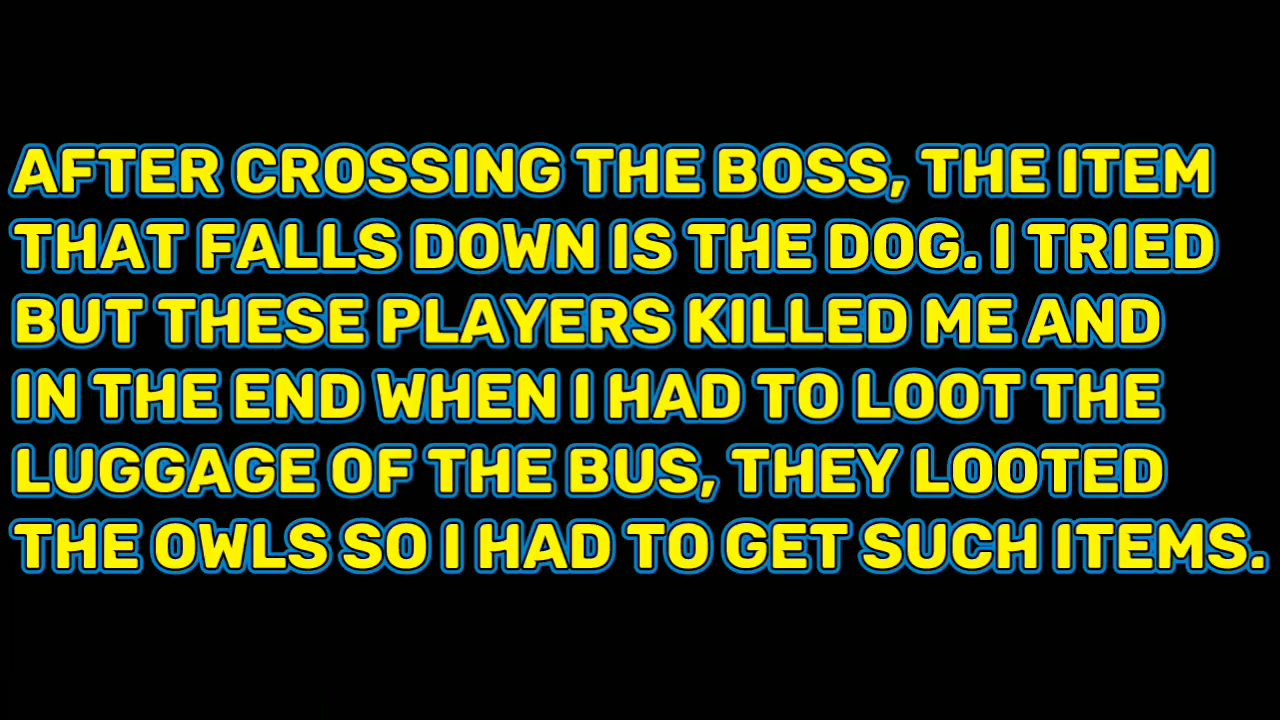 AFTER CROSSING THE BOSS, THE ITEM
THAT FALLS DOWN IS THE DOG. I TRIED
BUT THESE PLAYERS KILLED ME AND
IN THE END WHEN I HAD TO LOOT THE
LUGGAGE OF THE BUS, THEY LOOTED
THE OWLS SO I HAD TO GET SUCH ITEMS.